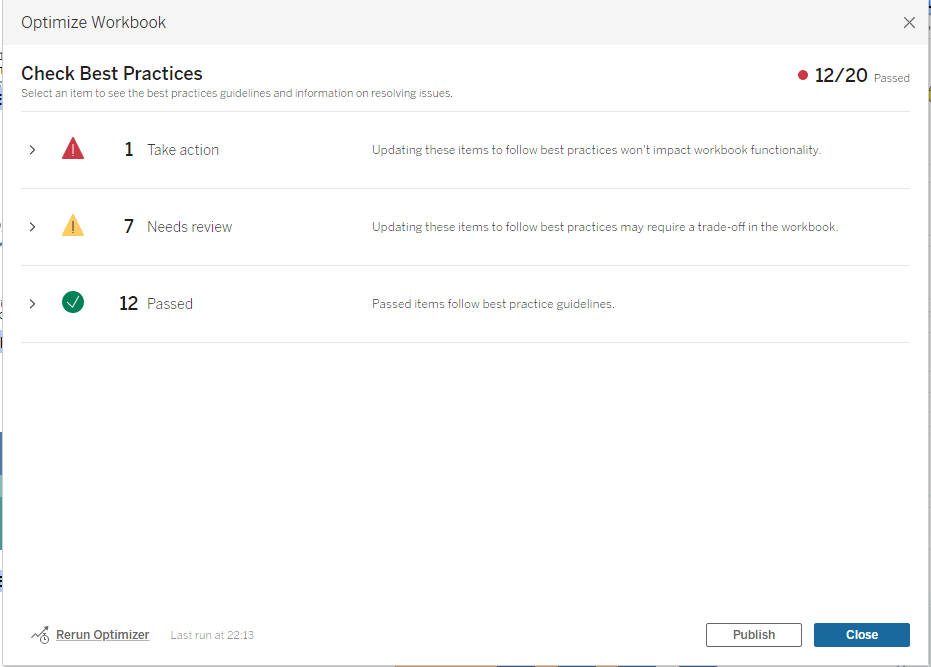 Optimize Workbook
Check Best Practices
12/20 Passed
Select an item to see the best practices guidelines and information on resolving issues.
1 Take action Updating these items to follow best practices won't impact workbook functionality.
7 Needs review Updating these items to follow best practices may require a trade-off in the workbook.
12 Passed Passed items follow best practice guidelines.
Rerun Optimizer Last run at 22:13 Publish Close